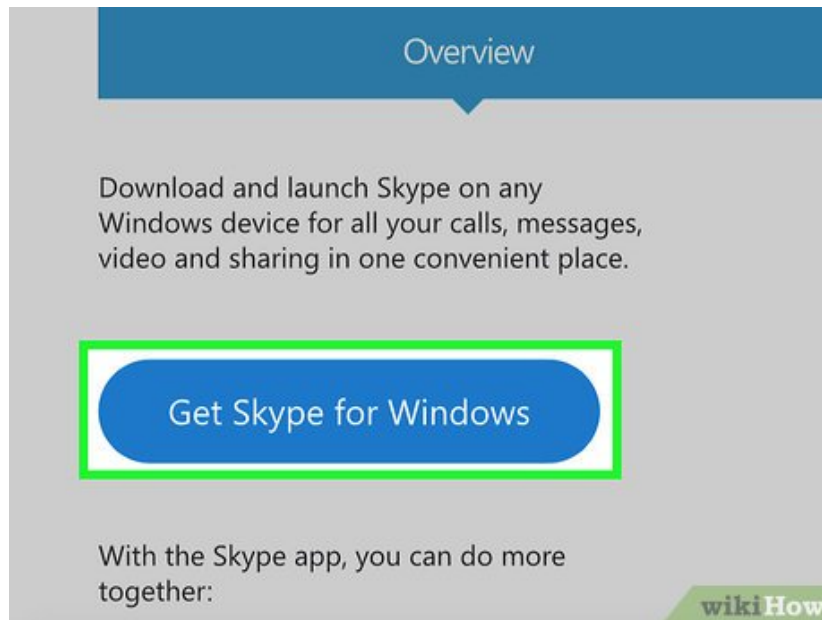 Overview
Download and launch Skype on any
Windows device for all your calls, messages,
video and sharing in one convenient place.
Get Skype for Windows
With the Skype app, you can do more
together:
wikiHow